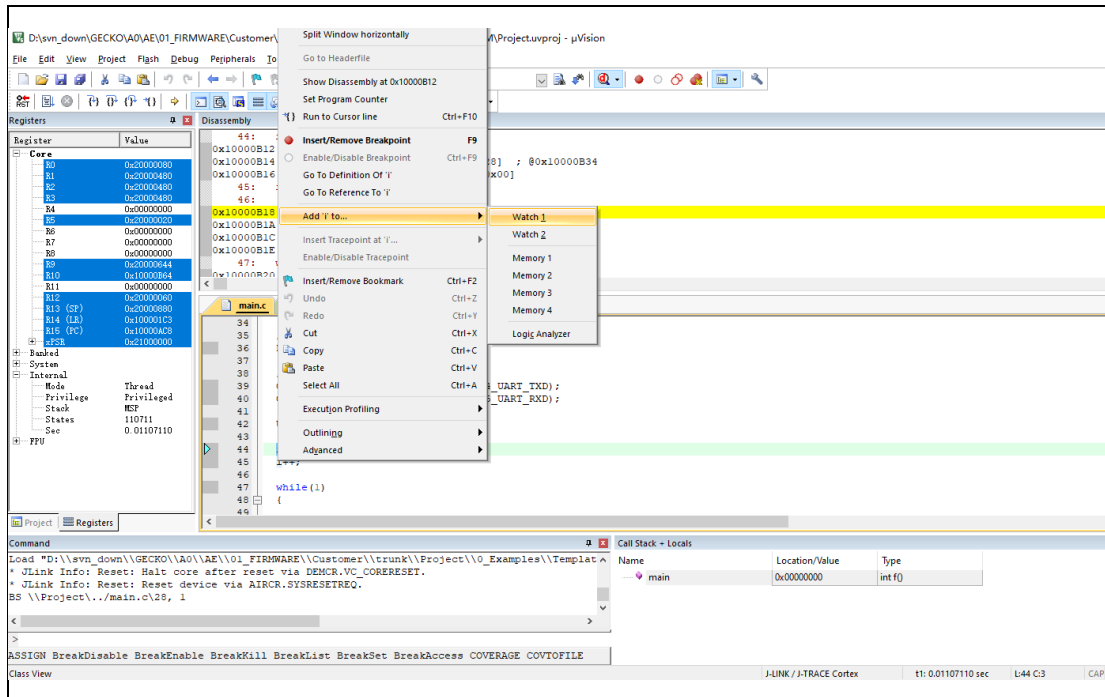 D:\svn_down\GECKO\A0\AE\01_FIRMWARE\Customer\
M\Project.uvproj - µVision
File Edit View Project Flash Debug Peripherals To
Registers
Register Value
Core
R0 0x20000080
R1 0x20000480
R2 0x20000480
R3 0x20000480
R4 0x00000000
R5 0x20000020
R6 0x00000000
R7 0x00000000
R8 0x00000000
R9 0x20000644
R10 0x10000B64
R11 0x00000000
R12 0x20000060
R13 (SP) 0x20000880
R14 (LR) 0x100001C3
R15 (PC) 0x10000AC8
xPSR 0x21000000
Banked
System
Internal
Mode Thread
Privilege Privileged
Stack MSP
States 110711
Sec 0.01107110
FPU
Project Registers
Disassembly
44:
0x10000B12
0x10000B14 8] ; @0x10000B34
0x10000B16 x00]
45:
46:
0x10000B18
0x10000B1A
0x10000B1C
0x10000B1E
47:
0x10000B20
Split Window horizontally
Go to Headerfile
Show Disassembly at 0x10000B12
Set Program Counter
Run to Cursor line Ctrl+F10
Insert/Remove Breakpoint F9
Enable/Disable Breakpoint Ctrl+F9
Go To Definition Of 'i'
Go To Reference To 'i'
Add 'i' to...
Insert Tracepoint at 'i'...
Enable/Disable Tracepoint
Insert/Remove Bookmark Ctrl+F2
Undo Ctrl+Z
Redo Ctrl+Y
Cut Ctrl+X
Copy Ctrl+C
Paste Ctrl+V
Select All Ctrl+A
Execution Profiling
Outlining
Advanced
Watch 1
Watch 2
Memory 1
Memory 2
Memory 3
Memory 4
Logic Analyzer
main.c
34
35
36
37
38
39 _UART_TXD);
40 _UART_RXD);
41
42
43
44
45 i++;
46
47 while(1)
48 {
49
Command
Load "D:\\svn_down\\GECKO\\A0\\AE\\01_FIRMWARE\\Customer\\trunk\\Project\\0_Examples\\Templat
* JLink Info: Reset: Halt core after reset via DEMCR.VC_CORERESET.
* JLink Info: Reset: Reset device via AIRCR.SYSRESETREQ.
BS \\Project\../main.c\28, 1
>
ASSIGN BreakDisable BreakEnable BreakKill BreakList BreakSet BreakAccess COVERAGE COVTOFILE
Call Stack + Locals
Name Location/Value Type
main 0x00000000 int f()
Class View J-LINK / J-TRACE Cortex t1: 0.01107110 sec L:44 C:3 CAP